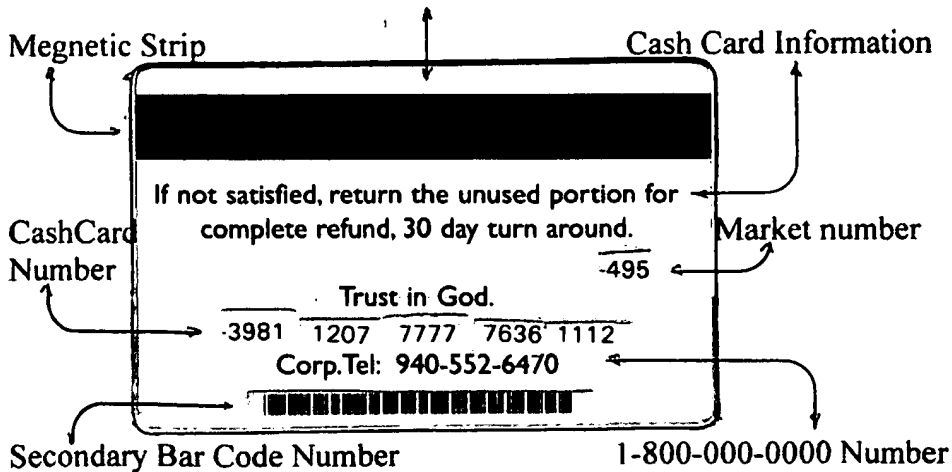 Megnetic Strip
Cash Card Information
If not satisfied, return the unused portion for
complete refund, 30 day turn around.
CashCard
Number
Market number
-495
Trust in God.
-3981 1207 7777 7636 1112
Corp.Tel: 940-552-6470
Secondary Bar Code Number
1-800-000-0000 Number